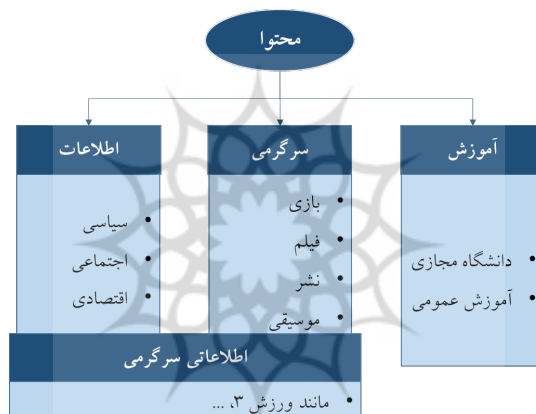 محتوا
آموزش
دانشگاه مجازی
آموزش عمومی
سرگرمی
بازی
فیلم
نشر
موسیقی
اطلاعات
سیاسی
اجتماعی
اقتصادی
اطلاعاتی سرگرمی
مانند ورزش ۳، ...